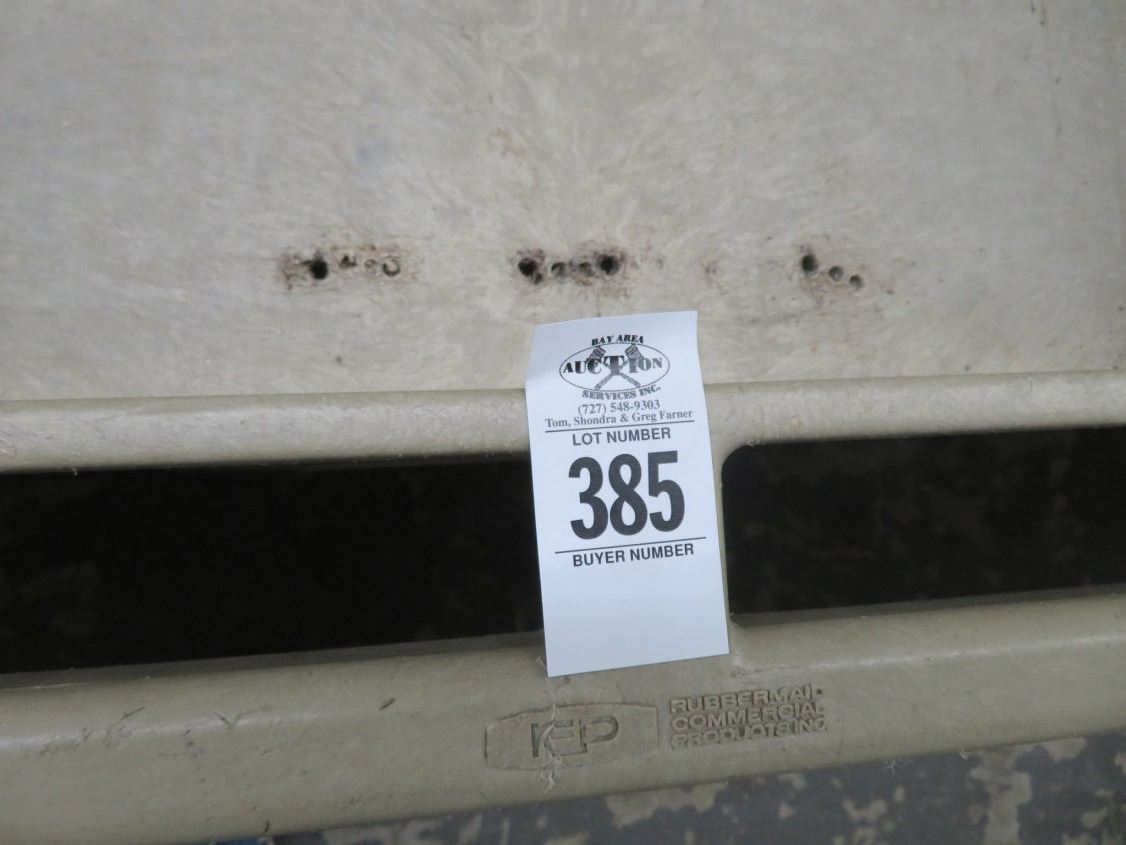 BAY AREA
AUCTION
SERVICES INC.
(727) 548-9303
Tom, Shondra & Greg Farner
LOT NUMBER
385
BUYER NUMBER
RUBBERMAID
COMMERCIAL
PRODUCTS INC